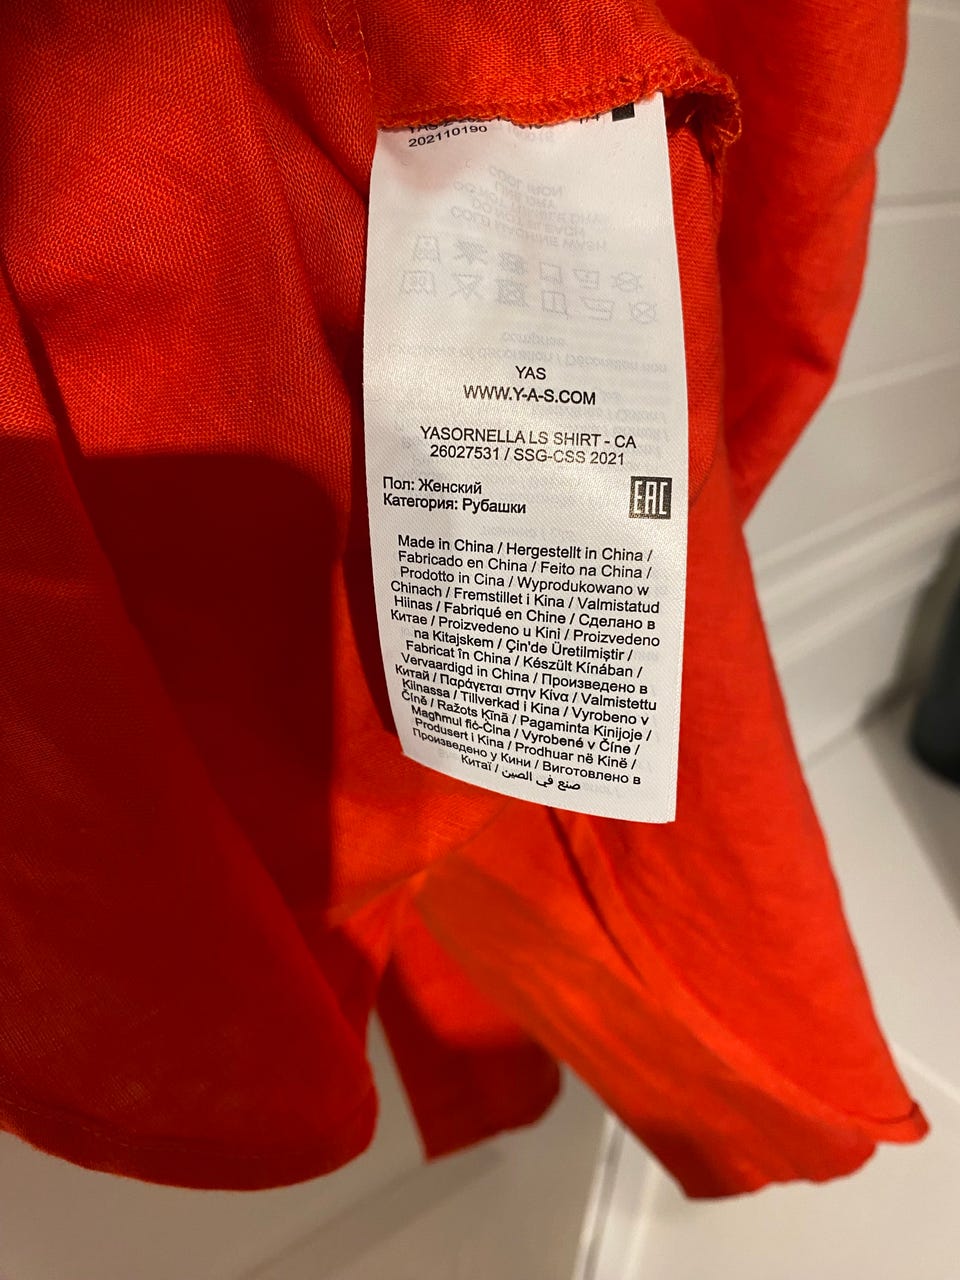 202110190
YAS
WWW.Y-A-S.COM
YASORNELLA LS SHIRT - CA
26027531 / SSG-CSS 2021
Пол: Женский
Категория: Рубашки
EAC
Made in China / Hergestellt in China /
Fabricado en China / Feito na China /
Prodotto in Cina / Wyprodukowano w
Chinach / Fremstillet i Kina / Valmistatud
Hiinas / Fabriqué en Chine / Сделано в
Китае / Proizvedeno u Kini / Proizvedeno
na Kitajskem / Çin'de Üretilmiştir /
Fabricat în China / Készült Kínában /
Vervaardigd in China / Произведено в
Китай / Παράγεται στην Κίνα / Valmistettu
Kiinassa / Tillverkad i Kina / Vyrobeno v
Číně / Ražots Ķīnā / Pagaminta Kinijoje /
Magħmul fiċ-Ċina / Vyrobené v Číne /
Produsert i Kina / Prodhuar në Kinë /
Произведено у Кини / Виготовлено в
Китаї / صنع في الصين